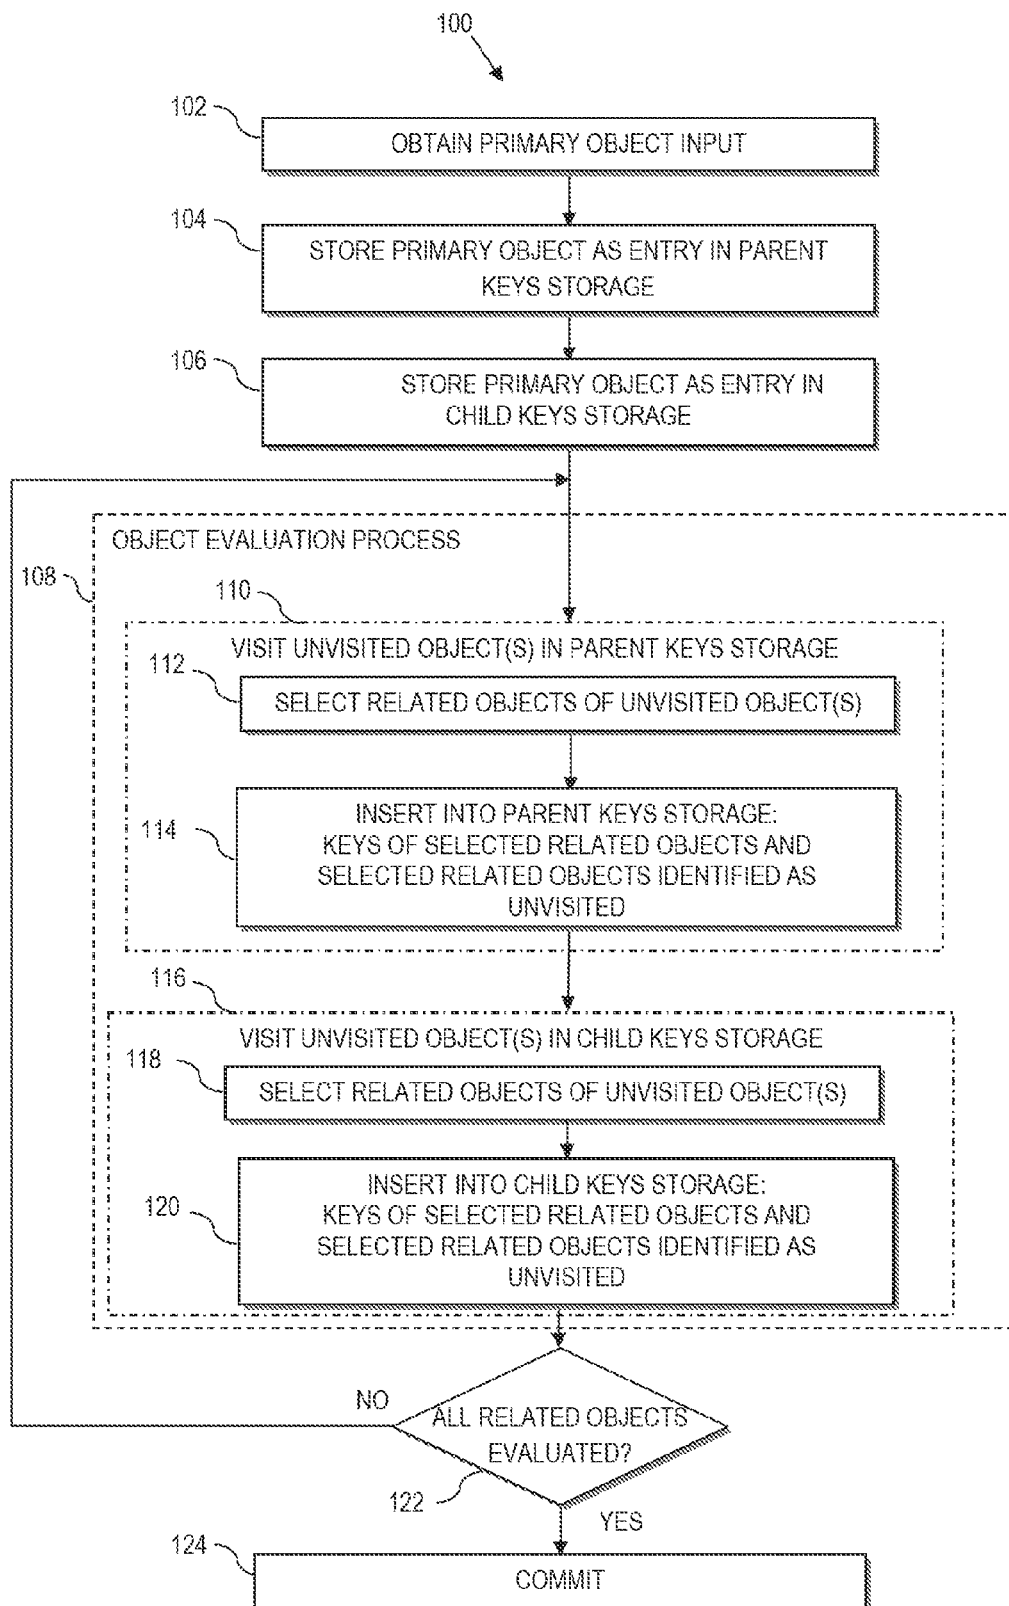 100
102
OBTAIN PRIMARY OBJECT INPUT
104
STORE PRIMARY OBJECT AS ENTRY IN PARENT
KEYS STORAGE
106
STORE PRIMARY OBJECT AS ENTRY IN
CHILD KEYS STORAGE
OBJECT EVALUATION PROCESS
108
110
VISIT UNVISITED OBJECT(S) IN PARENT KEYS STORAGE
112
SELECT RELATED OBJECTS OF UNVISITED OBJECT(S)
114
INSERT INTO PARENT KEYS STORAGE:
KEYS OF SELECTED RELATED OBJECTS AND
SELECTED RELATED OBJECTS IDENTIFIED AS
UNVISITED
116
VISIT UNVISITED OBJECT(S) IN CHILD KEYS STORAGE
118
SELECT RELATED OBJECTS OF UNVISITED OBJECT(S)
120
INSERT INTO CHILD KEYS STORAGE:
KEYS OF SELECTED RELATED OBJECTS AND
SELECTED RELATED OBJECTS IDENTIFIED AS
UNVISITED
NO
ALL RELATED OBJECTS
EVALUATED?
122
YES
124
COMMIT